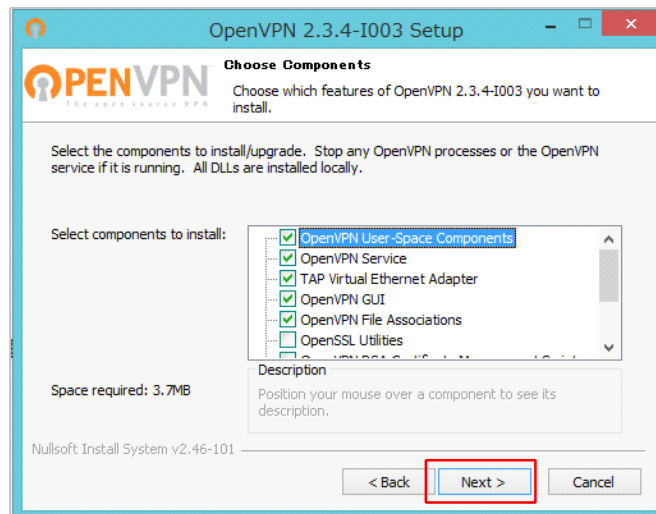 OpenVPN 2.3.4-I003 Setup
OPENVPN
The open source VPN
Choose Components
Choose which features of OpenVPN 2.3.4-I003 you want to
install.
Select the components to install/upgrade. Stop any OpenVPN processes or the OpenVPN
service if it is running. All DLLs are installed locally.
Select components to install:
OpenVPN User-Space Components
OpenVPN Service
TAP Virtual Ethernet Adapter
OpenVPN GUI
OpenVPN File Associations
OpenSSL Utilities
Space required: 3.7MB
Description
Position your mouse over a component to see its
description.
Nullsoft Install System v2.46-101
< Back
Next >
Cancel